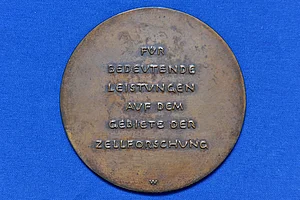 FÜR
BEDEUTENDE
LEISTUNGEN
AUF DEM
GEBIETE DER
ZELLFORSCHUNG
W